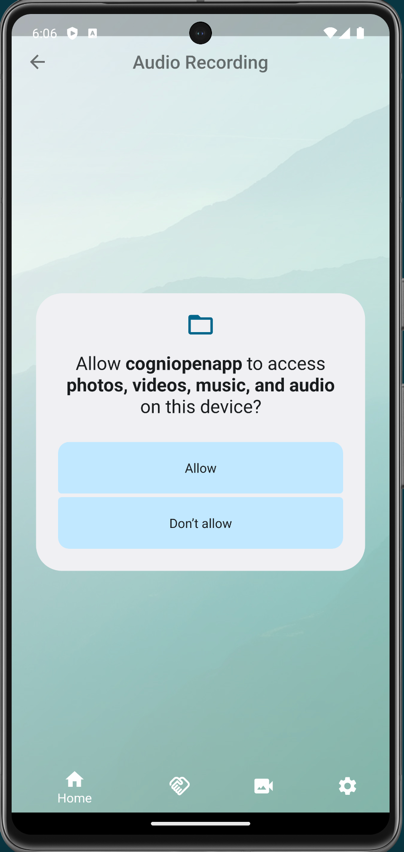 6:06
Audio Recording
Allow cogniopenapp to access
photos, videos, music, and audio
on this device?
Allow
Don't allow
Home